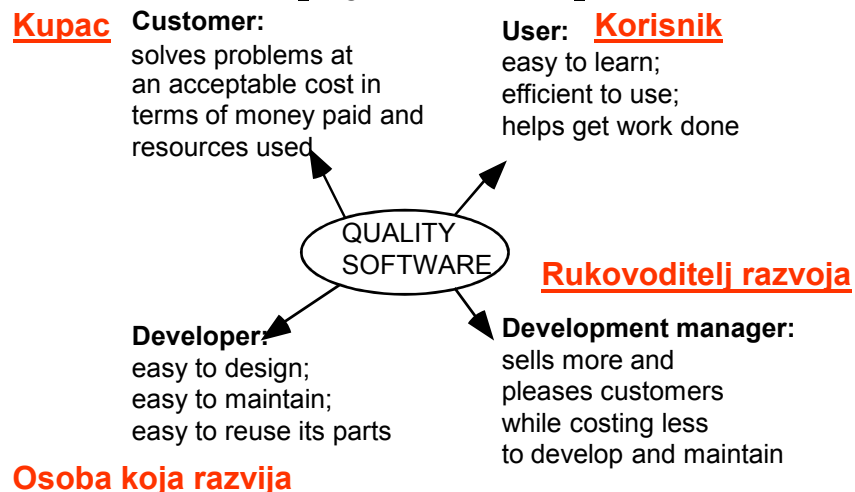 Kupac
Customer:
solves problems at
an acceptable cost in
terms of money paid and
resources used
User:
Korisnik
easy to learn;
efficient to use;
helps get work done
QUALITY
SOFTWARE
Rukovoditelj razvoja
Developer:
easy to design;
easy to maintain;
easy to reuse its parts
Osoba koja razvija
Development manager:
sells more and
pleases customers
while costing less
to develop and maintain